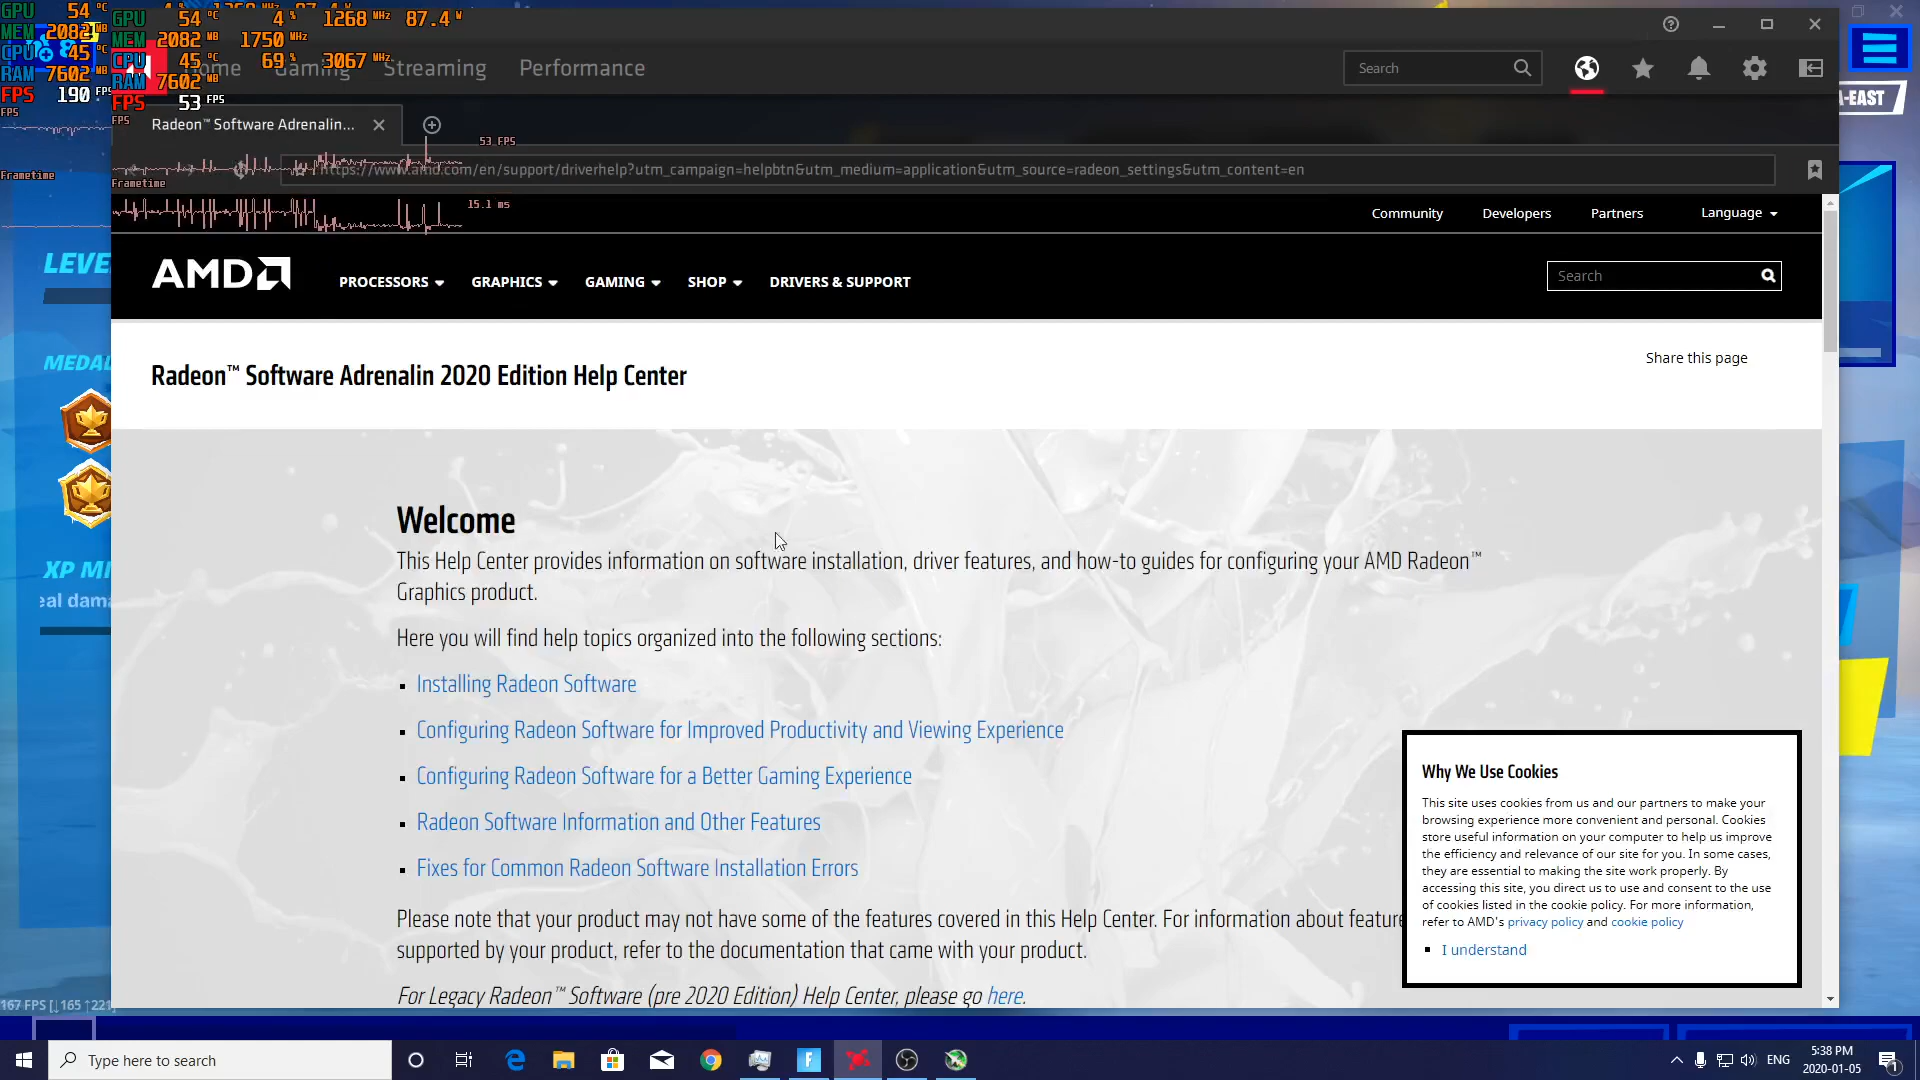 GPU 54 °C
MEM 2082 MB
CPU 45 °C
RAM 7602 MB
FPS 190 FPS
FPS
Frametime
GPU 54 °C 4 % 1268 MHz 87.4 W
MEM 2082 MB 1750 MHz
CPU 45 °C 69 % 3067 MHz
RAM 7602 MB
FPS 53 FPS
FPS
53 FPS
Frametime
15.1 ms
Home Gaming Streaming Performance
Search
Radeon™ Software Adrenalin...
https://www.amd.com/en/support/driverhelp?utm_campaign=helpbtn&utm_medium=application&utm_source=radeon_settings&utm_content=en
Community Developers Partners Language
AMD
PROCESSORS GRAPHICS GAMING SHOP DRIVERS & SUPPORT
Search
Share this page
Radeon™ Software Adrenalin 2020 Edition Help Center
Welcome
This Help Center provides information on software installation, driver features, and how-to guides for configuring your AMD Radeon™
Graphics product.
Here you will find help topics organized into the following sections:
Installing Radeon Software
Configuring Radeon Software for Improved Productivity and Viewing Experience
Configuring Radeon Software for a Better Gaming Experience
Radeon Software Information and Other Features
Fixes for Common Radeon Software Installation Errors
Please note that your product may not have some of the features covered in this Help Center. For information about feature
supported by your product, refer to the documentation that came with your product.
For Legacy Radeon™ Software (pre 2020 Edition) Help Center, please go here.
Why We Use Cookies
This site uses cookies from us and our partners to make your
browsing experience more convenient and personal. Cookies
store useful information on your computer to help us improve
the efficiency and relevance of our site for you. In some cases,
they are essential to making the site work properly. By
accessing this site, you direct us to use and consent to the use
of cookies listed in the cookie policy. For more information,
refer to AMD's privacy policy and cookie policy
I understand
LEVE
MEDAL
XP MI
eal dama
A-EAST
167 FPS [↓165 ↑221]
Type here to search
ENG
5:38 PM
2020-01-05
1